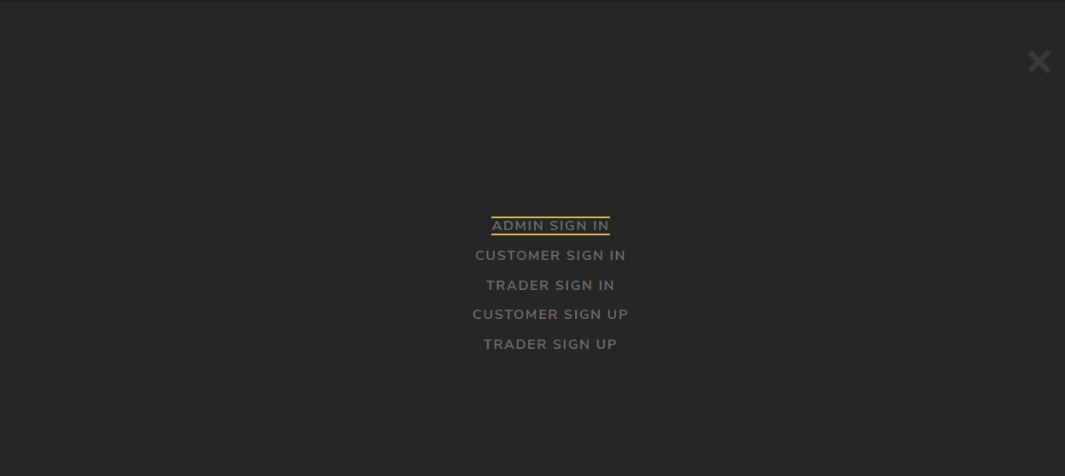 ADMIN SIGN IN
CUSTOMER SIGN IN
TRADER SIGN IN
CUSTOMER SIGN UP
TRADER SIGN UP